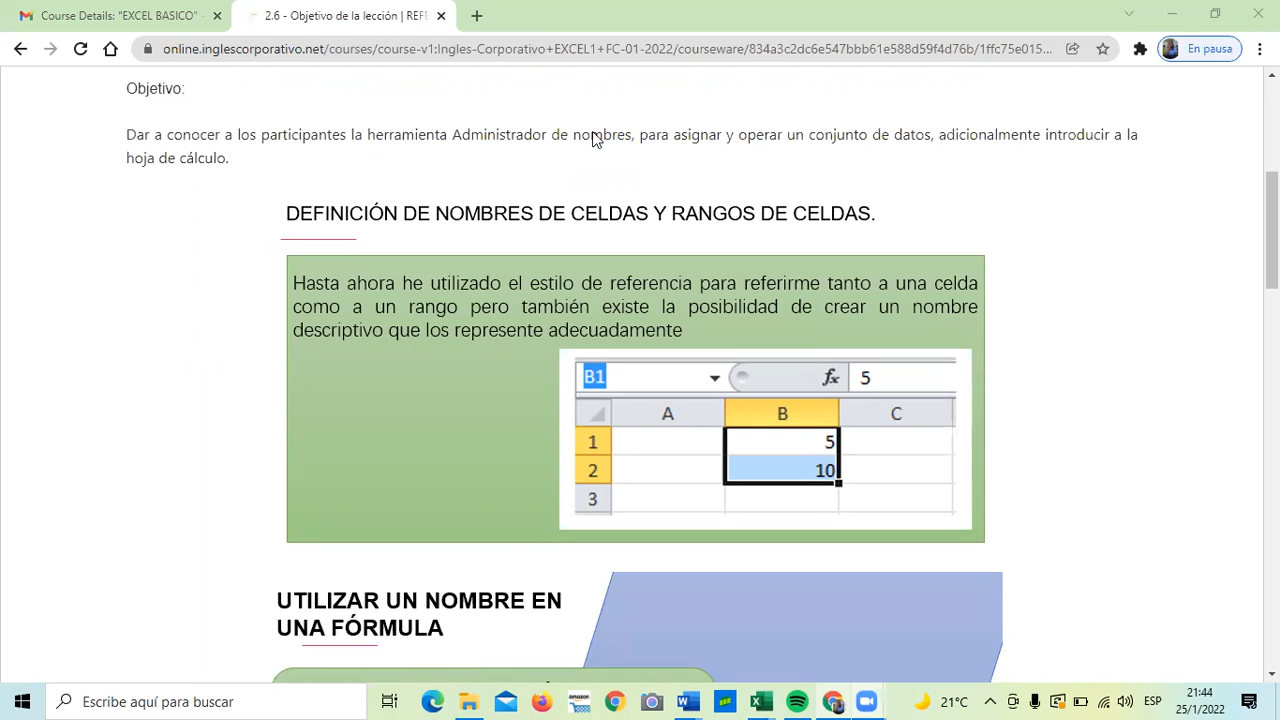 Course Details: "EXCEL BASICO" -
2.6 - Objetivo de la lección | REFE
online.inglescorporativo.net/courses/course-v1:Ingles-Corporativo+EXCEL1+FC-01-2022/courseware/834a3c2dc6e547bbb61e588d59f4d76b/1ffc75e015...
En pausa
Objetivo:
Dar a conocer a los participantes la herramienta Administrador de nombres, para asignar y operar un conjunto de datos, adicionalmente introducir a la
hoja de cálculo.
DEFINICIÓN DE NOMBRES DE CELDAS Y RANGOS DE CELDAS.
Hasta ahora he utilizado el estilo de referencia para referirme tanto a una celda
como a un rango pero también existe la posibilidad de crear un nombre
descriptivo que los represente adecuadamente
B1 fx 5
A B C
1 5
2 10
3
UTILIZAR UN NOMBRE EN
UNA FÓRMULA
Escribe aquí para buscar
amazon
21°C
ESP
21:44
25/1/2022